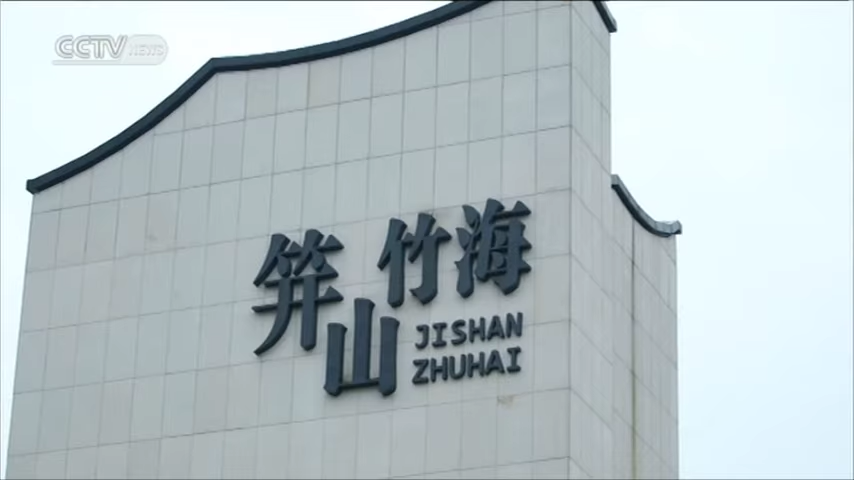 CCTV NEWS
笄山竹海
JISHAN
ZHUHAI